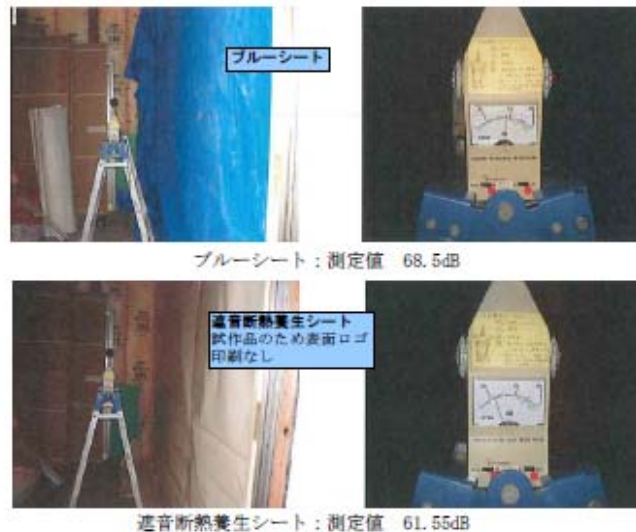 ブルーシート
ブルーシート：測定値　68.5dB
遮音断熱養生シート
試作品のため表面ロゴ
印刷なし
遮音断熱養生シート：測定値　61.55dB